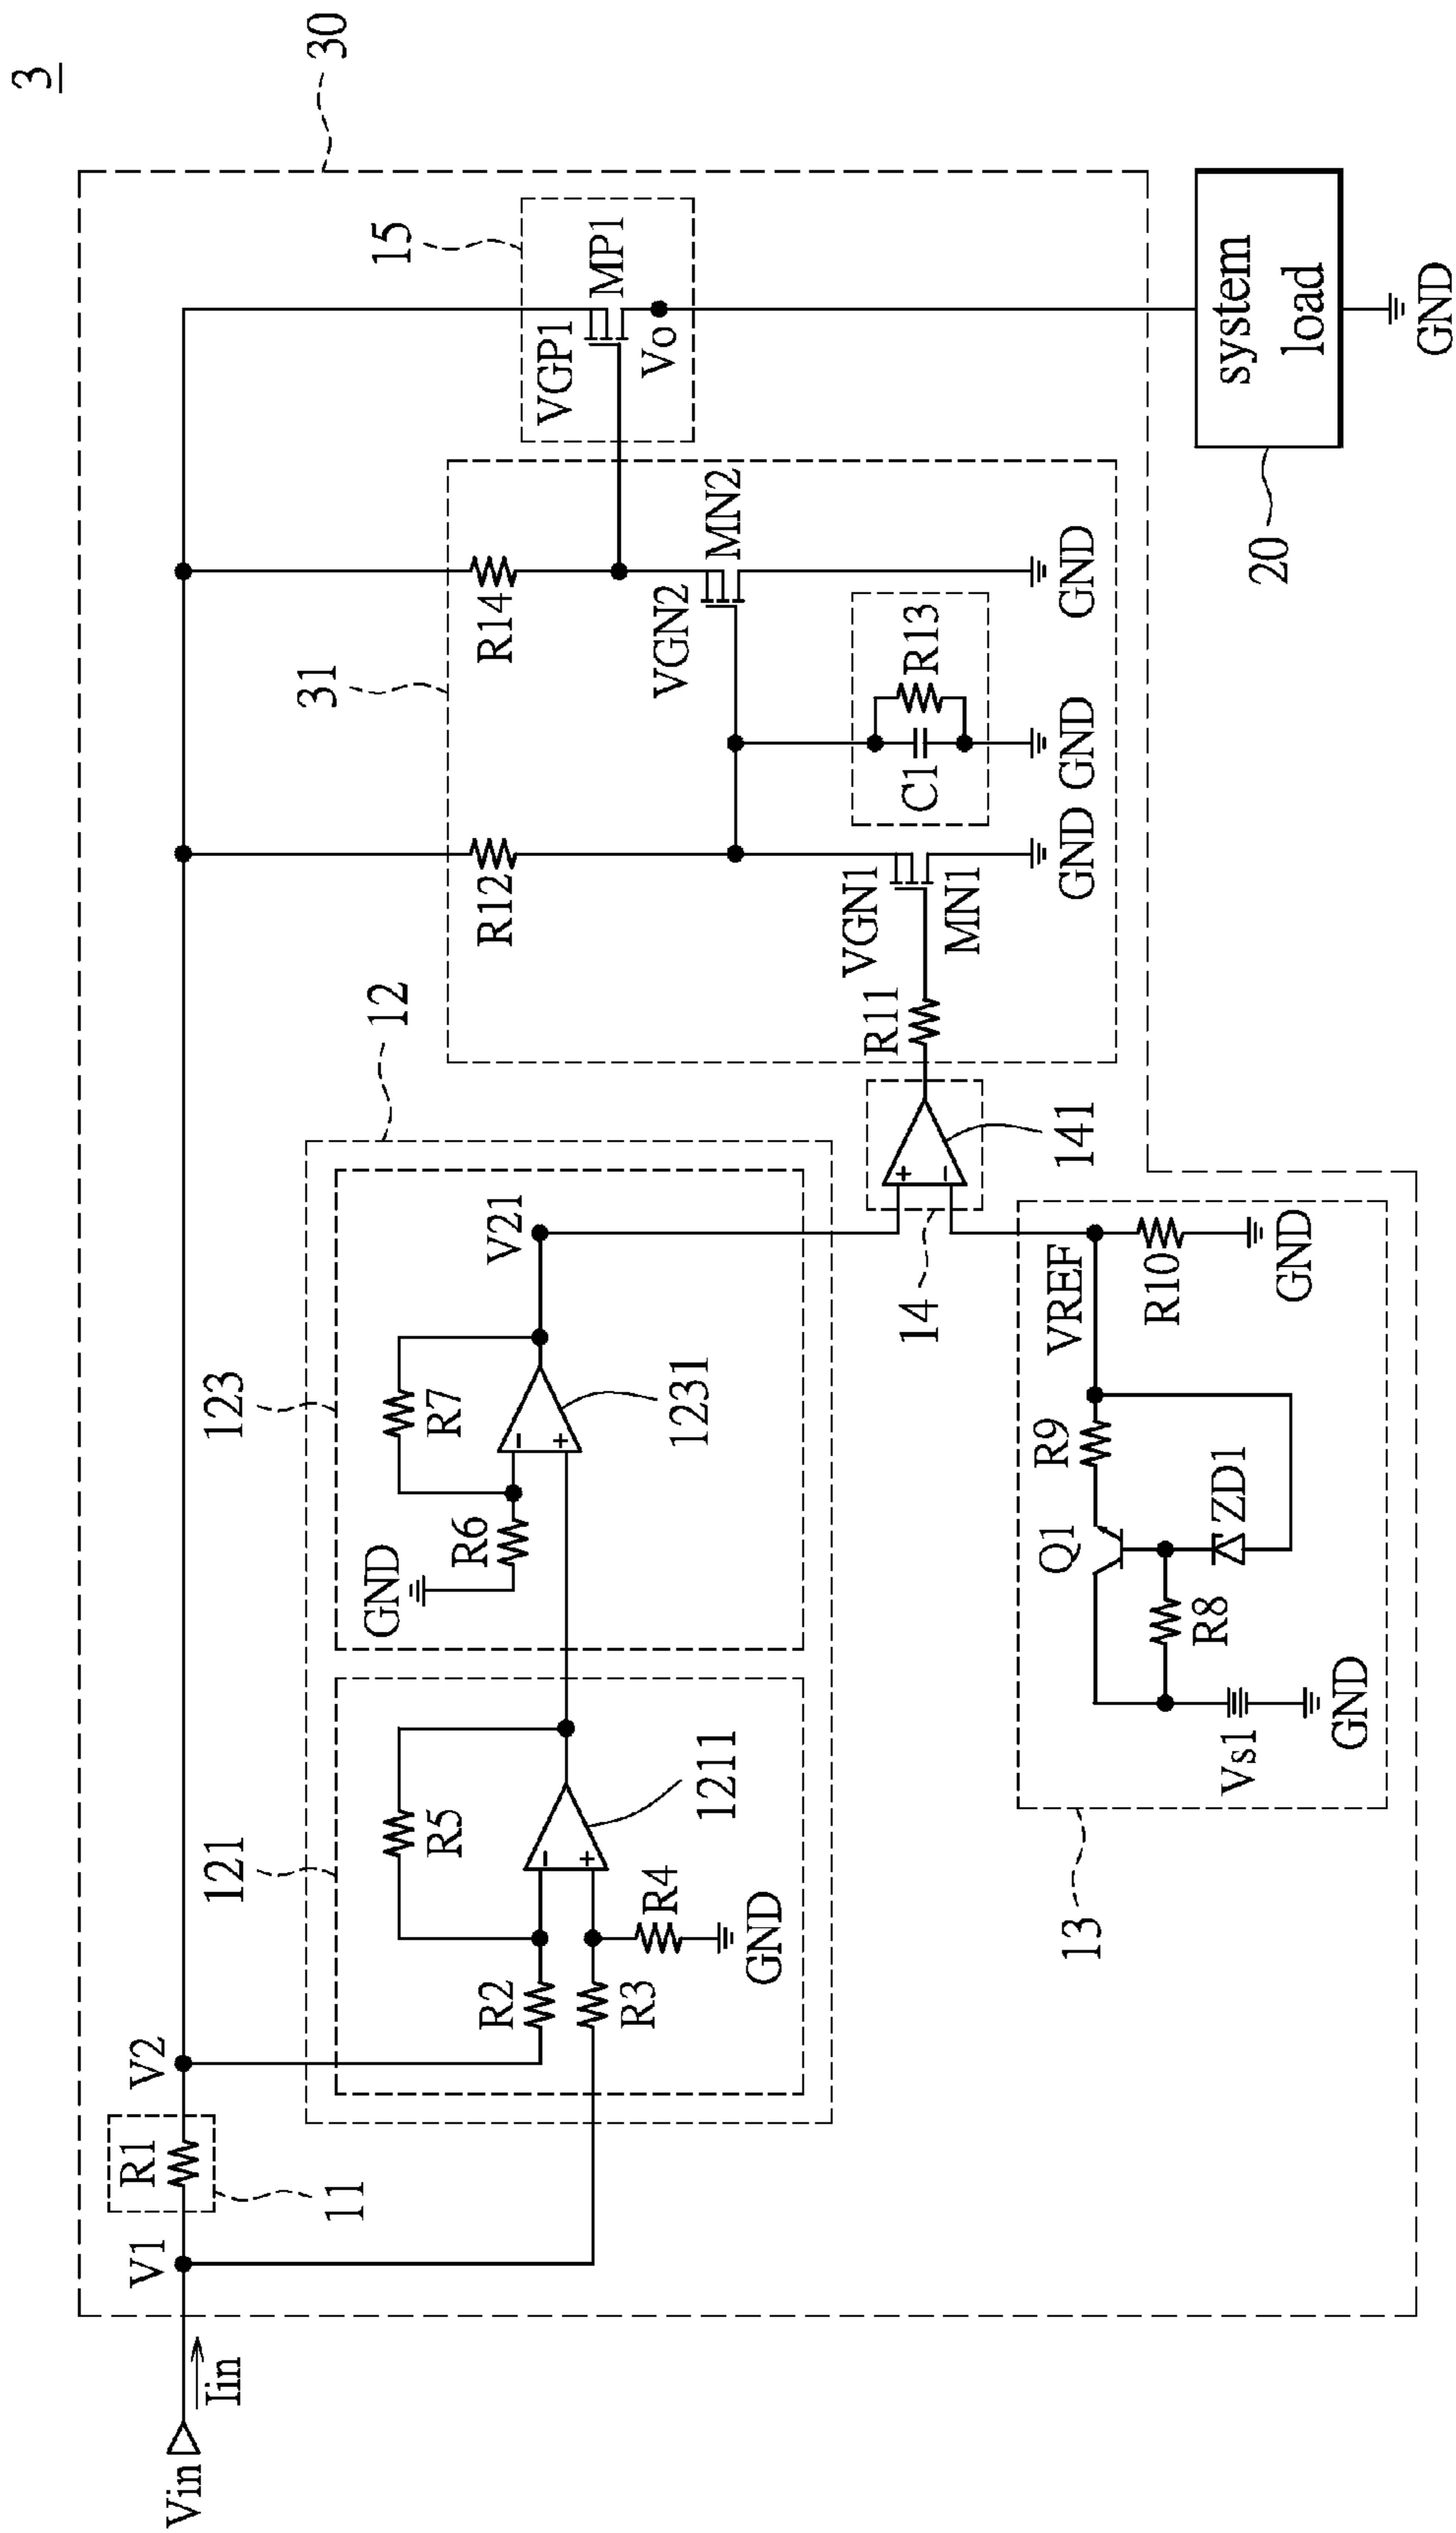 3
30
Vin
Iin
V1
R1
11
V2
12
121
R2
R3
R4
GND
R5
1211
123
GND
R6
R7
1231
V21
13
Vs1
GND
R8
Q1
ZD1
R9
VREF
R10
GND
14
141
31
R11
R12
VGN1
MN1
GND
C1
R13
GND
R14
VGN2
MN2
GND
15
VGP1
MP1
Vo
20
system
load
GND